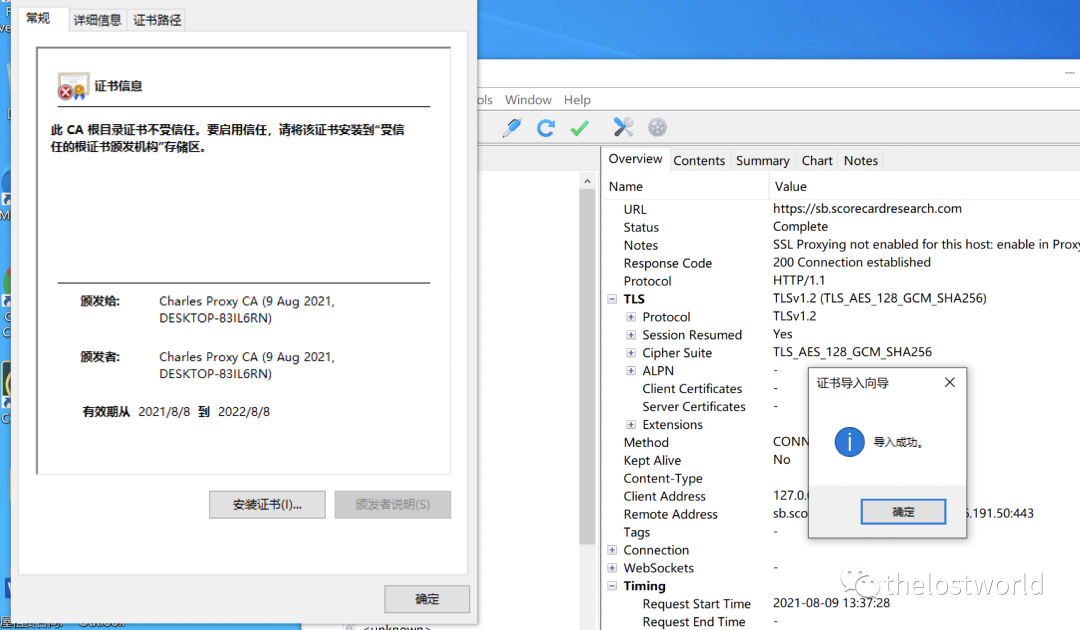 常规 详细信息 证书路径
证书信息
此 CA 根目录证书不受信任。要启用信任，请将该证书安装到“受信
任的根证书颁发机构”存储区。
颁发给: Charles Proxy CA (9 Aug 2021,
DESKTOP-83IL6RN)
颁发者: Charles Proxy CA (9 Aug 2021,
DESKTOP-83IL6RN)
有效期从 2021/8/8 到 2022/8/8
安装证书(I)... 颁发者说明(S)
确定
ols Window Help
Overview Contents Summary Chart Notes
Name Value
URL https://sb.scorecardresearch.com
Status Complete
Notes SSL Proxying not enabled for this host: enable in Proxy
Response Code 200 Connection established
Protocol HTTP/1.1
TLS TLSv1.2 (TLS_AES_128_GCM_SHA256)
Protocol TLSv1.2
Session Resumed Yes
Cipher Suite TLS_AES_128_GCM_SHA256
ALPN -
Client Certificates -
Server Certificates -
Extensions
Method CONN
Kept Alive No
Content-Type
Client Address 127.0.
Remote Address sb.sco .191.50:443
Tags -
Connection
WebSockets -
Timing
Request Start Time 2021-08-09 13:37:28
Request End Time -
证书导入向导
导入成功。
确定
<unknown>
Outlook
thelostworld